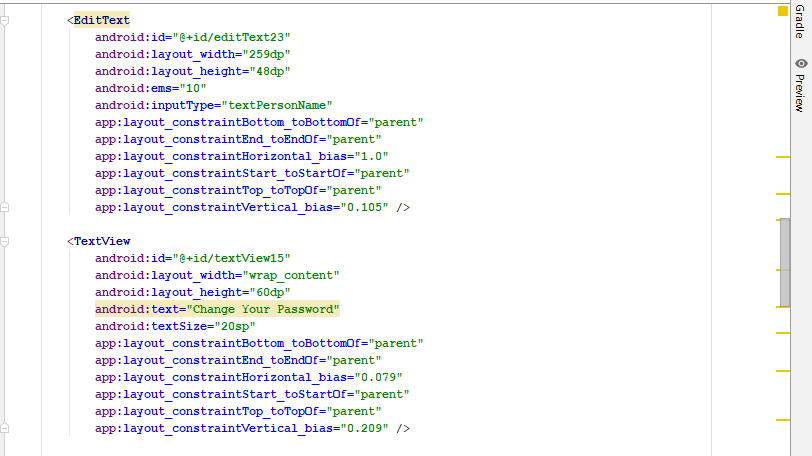 <EditText
android:id="@+id/editText23"
android:layout_width="259dp"
android:layout_height="48dp"
android:ems="10"
android:inputType="textPersonName"
app:layout_constraintBottom_toBottomOf="parent"
app:layout_constraintEnd_toEndOf="parent"
app:layout_constraintHorizontal_bias="1.0"
app:layout_constraintStart_toStartOf="parent"
app:layout_constraintTop_toTopOf="parent"
app:layout_constraintVertical_bias="0.105" />
<TextView
android:id="@+id/textView15"
android:layout_width="wrap_content"
android:layout_height="60dp"
android:text="Change Your Password"
android:textSize="20sp"
app:layout_constraintBottom_toBottomOf="parent"
app:layout_constraintEnd_toEndOf="parent"
app:layout_constraintHorizontal_bias="0.079"
app:layout_constraintStart_toStartOf="parent"
app:layout_constraintTop_toTopOf="parent"
app:layout_constraintVertical_bias="0.209" />
Gradle
Preview